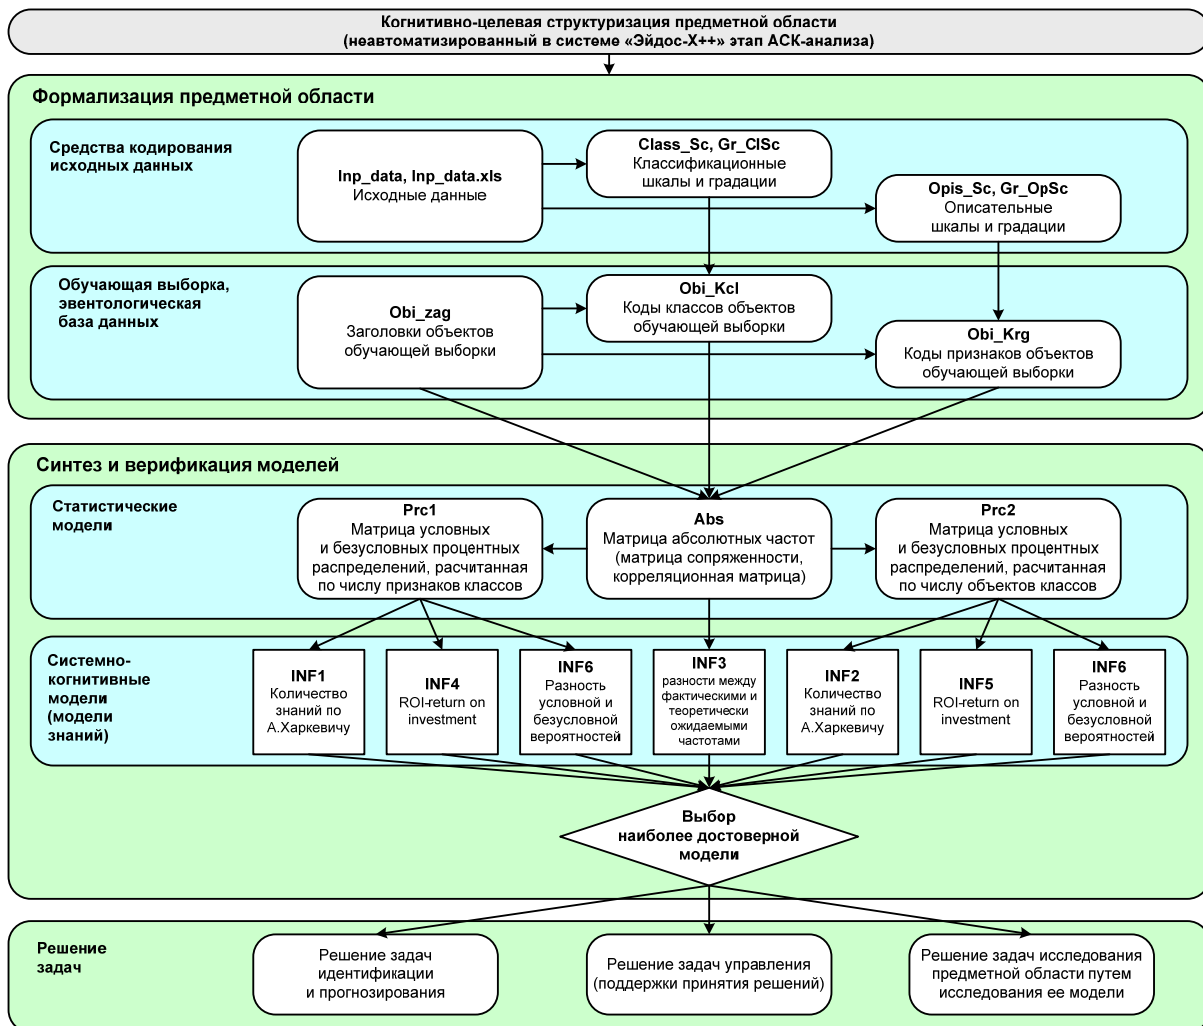 Когнитивно-целевая структуризация предметной области
(неавтоматизированный в системе «Эйдос-X++» этап АСК-анализа)
Формализация предметной области
Средства кодирования
исходных данных
Inp_data, Inp_data.xls
Исходные данные
Class_Sc, Gr_ClSc
Классификационные
шкалы и градации
Opis_Sc, Gr_OpSc
Описательные
шкалы и градации
Обучающая выборка,
эвентологическая
база данных
Obi_zag
Заголовки объектов
обучающей выборки
Obi_Kcl
Коды классов объектов
обучающей выборки
Obi_Krg
Коды признаков объектов
обучающей выборки
Синтез и верификация моделей
Статистические
модели
Prc1
Матрица условных
и безусловных процентных
распределений, расчитанная
по числу признаков классов
Abs
Матрица абсолютных частот
(матрица сопряженности,
корреляционная матрица)
Prc2
Матрица условных
и безусловных процентных
распределений, расчитанная
по числу объектов классов
Системно-
когнитивные
модели
(модели
знаний)
INF1
Количество
знаний по
А.Харкевичу
INF4
ROI-return on
investment
INF6
Разность
условной и
безусловной
вероятностей
INF3
разности между
фактическими и
теоретически
ожидаемыми
частотами
INF2
Количество
знаний по
А.Харкевичу
INF5
ROI-return on
investment
INF6
Разность
условной и
безусловной
вероятностей
Выбор
наиболее достоверной
модели
Решение
задач
Решение задач
идентификации
и прогнозирования
Решение задач управления
(поддержки принятия решений)
Решение задач исследования
предметной области путем
исследования ее модели